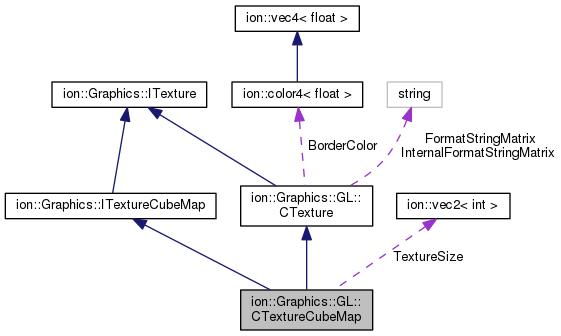 ion::vec4< float >
ion::Graphics::ITexture
ion::color4< float >
string
BorderColor
FormatStringMatrix
InternalFormatStringMatrix
ion::Graphics::ITextureCubeMap
ion::Graphics::GL::
CTexture
ion::vec2< int >
TextureSize
ion::Graphics::GL::
CTextureCubeMap